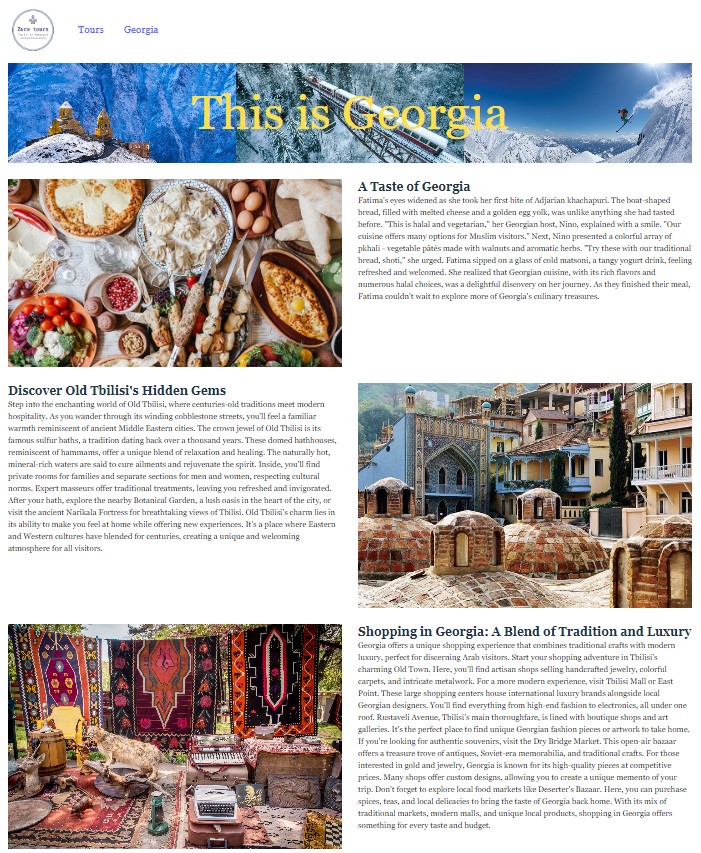 Zara tours
Tours Georgia
This is Georgia
A Taste of Georgia
Fatima's eyes widened as she took her first bite of Adjarian khachapuri. The boat-shaped
bread, filled with melted cheese and a golden egg yolk, was unlike anything she had tasted
before. "This is halal and vegetarian," her Georgian host, Nino, explained with a smile. "Our
cuisine offers many options for Muslim visitors." Next, Nino presented a colorful array of
pkhali - vegetable pâtés made with walnuts and aromatic herbs. "Try these with our traditional
bread, shoti," she urged. Fatima sipped on a glass of cold matsoni, a tangy yogurt drink, feeling
refreshed and welcomed. She realized that Georgian cuisine, with its rich flavors and
numerous halal choices, was a delightful discovery on her journey. As they finished their meal,
Fatima couldn't wait to explore more of Georgia's culinary treasures.
Discover Old Tbilisi's Hidden Gems
Step into the enchanting world of Old Tbilisi, where centuries-old traditions meet modern
hospitality. As you wander through its winding cobblestone streets, you'll feel a familiar
warmth reminiscent of ancient Middle Eastern cities. The crown jewel of Old Tbilisi is its
famous sulfur baths, a tradition dating back over a thousand years. These domed bathhouses,
reminiscent of hammams, offer a unique blend of relaxation and healing. The naturally hot,
mineral-rich waters are said to cure ailments and rejuvenate the spirit. Inside, you'll find
private rooms for families and separate sections for men and women, respecting cultural
norms. Expert masseurs offer traditional treatments, leaving you refreshed and invigorated.
After your bath, explore the nearby Botanical Garden, a lush oasis in the heart of the city, or
visit the ancient Narikala Fortress for breathtaking views of Tbilisi. Old Tbilisi's charm lies in
its ability to make you feel at home while offering new experiences. It's a place where Eastern
and Western cultures have blended for centuries, creating a unique and welcoming
atmosphere for all visitors.
Shopping in Georgia: A Blend of Tradition and Luxury
Georgia offers a unique shopping experience that combines traditional crafts with modern
luxury, perfect for discerning Arab visitors. Start your shopping adventure in Tbilisi's
charming Old Town. Here, you'll find artisan shops selling handcrafted jewelry, colorful
carpets, and intricate metalwork. For a more modern experience, visit Tbilisi Mall or East
Point. These large shopping centers house international luxury brands alongside local
Georgian designers. You'll find everything from high-end fashion to electronics, all under one
roof. Rustaveli Avenue, Tbilisi's main thoroughfare, is lined with boutique shops and art
galleries. It's the perfect place to find unique Georgian fashion pieces or artwork to take home.
If you're looking for authentic souvenirs, visit the Dry Bridge Market. This open-air bazaar
offers a treasure trove of antiques, Soviet-era memorabilia, and traditional crafts. For those
interested in gold and jewelry, Georgia is known for its high-quality pieces at competitive
prices. Many shops offer custom designs, allowing you to create a unique memento of your
trip. Don't forget to explore local food markets like Deserter's Bazaar. Here, you can purchase
spices, teas, and local delicacies to bring the taste of Georgia back home. With its mix of
traditional markets, modern malls, and unique local products, shopping in Georgia offers
something for every taste and budget.